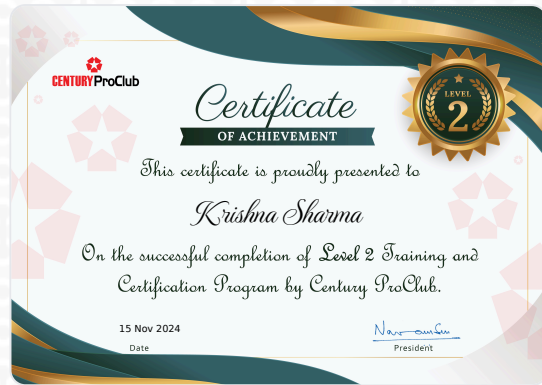 CENTURY ProClub
LEVEL
2
Certificate
OF ACHIEVEMENT
This certificate is proudly presented to
Krishna Sharma
On the successful completion of Level 2 Training and
Certification Program by Century ProClub.
15 Nov 2024
Date
President